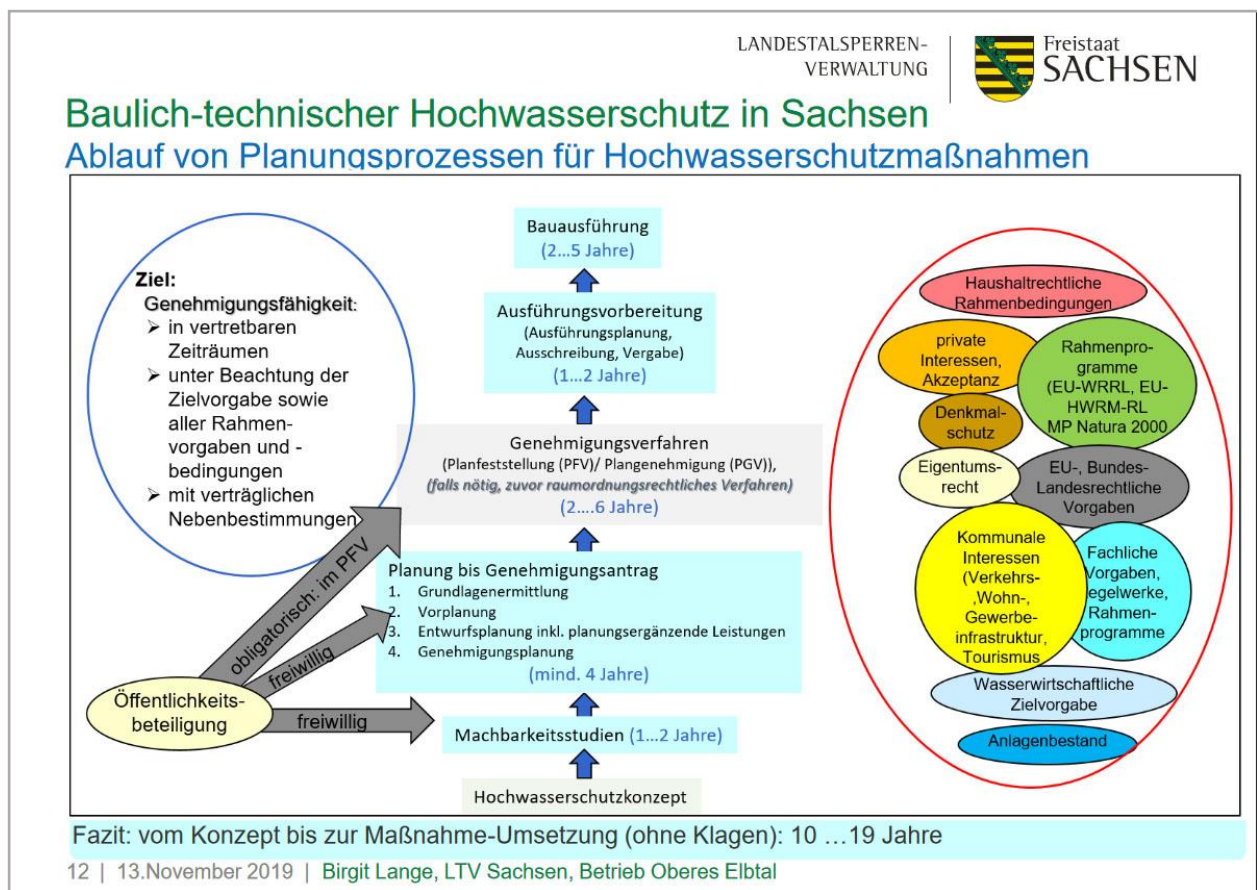 LANDESTALSPERREN-
VERWALTUNG
Freistaat
SACHSEN
Baulich-technischer Hochwasserschutz in Sachsen
Ablauf von Planungsprozessen für Hochwasserschutzmaßnahmen
Ziel:
Genehmigungsfähigkeit:
➢ in vertretbaren
Zeiträumen
➢ unter Beachtung der
Zielvorgabe sowie
aller Rahmen-
vorgaben und -
bedingungen
➢ mit verträglichen
Nebenbestimmungen
Bauausführung
(2...5 Jahre)
Ausführungsvorbereitung
(Ausführungsplanung,
Ausschreibung, Vergabe)
(1...2 Jahre)
Genehmigungsverfahren
(Planfeststellung (PFV)/ Plangenehmigung (PGV)),
(falls nötig, zuvor raumordnungsrechtliches Verfahren)
(2....6 Jahre)
Planung bis Genehmigungsantrag
1. Grundlagenermittlung
2. Vorplanung
3. Entwurfsplanung inkl. planungsergänzende Leistungen
4. Genehmigungsplanung
(mind. 4 Jahre)
Machbarkeitsstudien (1...2 Jahre)
Hochwasserschutzkonzept
obligatorisch: im PFV
freiwillig
freiwillig
Öffentlichkeits-
beteiligung
Haushaltrechtliche
Rahmenbedingungen
private
Interessen,
Akzeptanz
Rahmenpro-
gramme
(EU-WRRL, EU-
HWRM-RL
MP Natura 2000
Denkmal-
schutz
Eigentums-
recht
EU-, Bundes-
Landesrechtliche
Vorgaben
Kommunale
Interessen
(Verkehrs-
,Wohn-,
Gewerbe-
infrastruktur,
Tourismus
Fachliche
Vorgaben,
egelwerke,
Rahmen-
programme
Wasserwirtschaftliche
Zielvorgabe
Anlagenbestand
Fazit: vom Konzept bis zur Maßnahme-Umsetzung (ohne Klagen): 10 ...19 Jahre
12 | 13.November 2019 | Birgit Lange, LTV Sachsen, Betrieb Oberes Elbtal